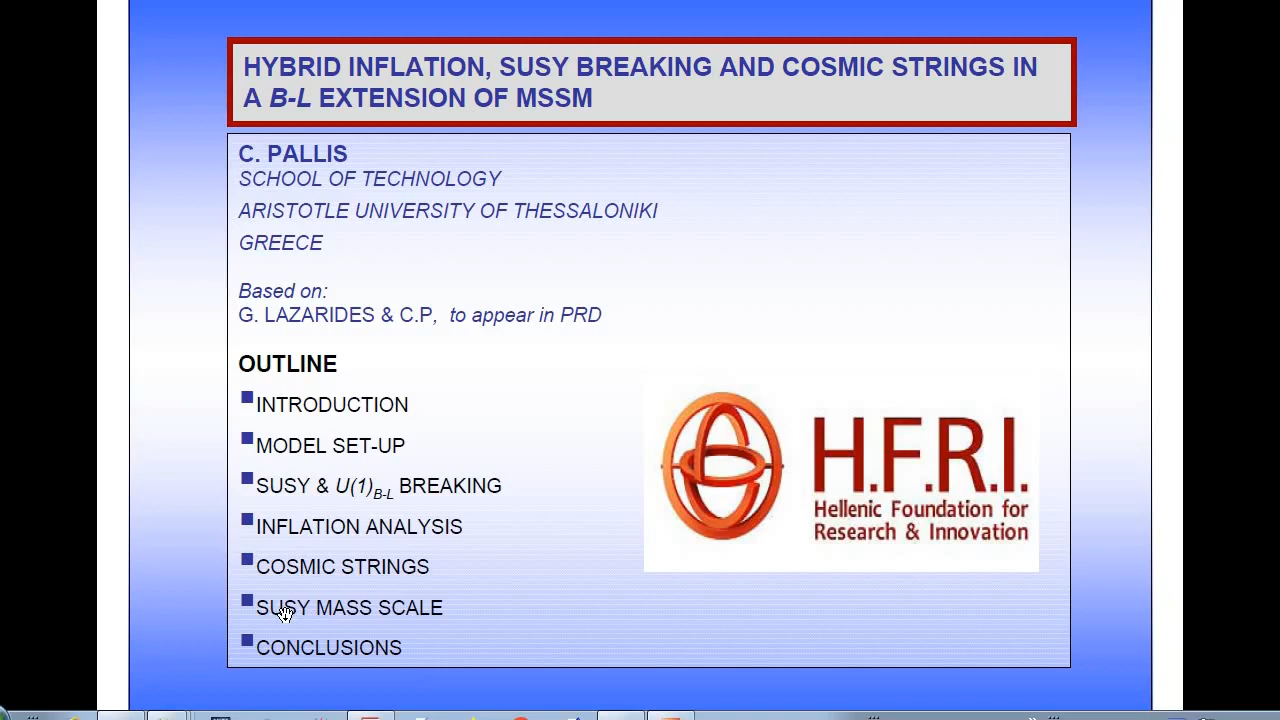 HYBRID INFLATION, SUSY BREAKING AND COSMIC STRINGS IN
A B-L EXTENSION OF MSSM
C. PALLIS
SCHOOL OF TECHNOLOGY
ARISTOTLE UNIVERSITY OF THESSALONIKI
GREECE
Based on:
G. LAZARIDES & C.P, to appear in PRD
OUTLINE
INTRODUCTION
MODEL SET-UP
SUSY & U(1)B-L BREAKING
INFLATION ANALYSIS
COSMIC STRINGS
SUSY MASS SCALE
CONCLUSIONS
H.F.R.I.
Hellenic Foundation for
Research & Innovation